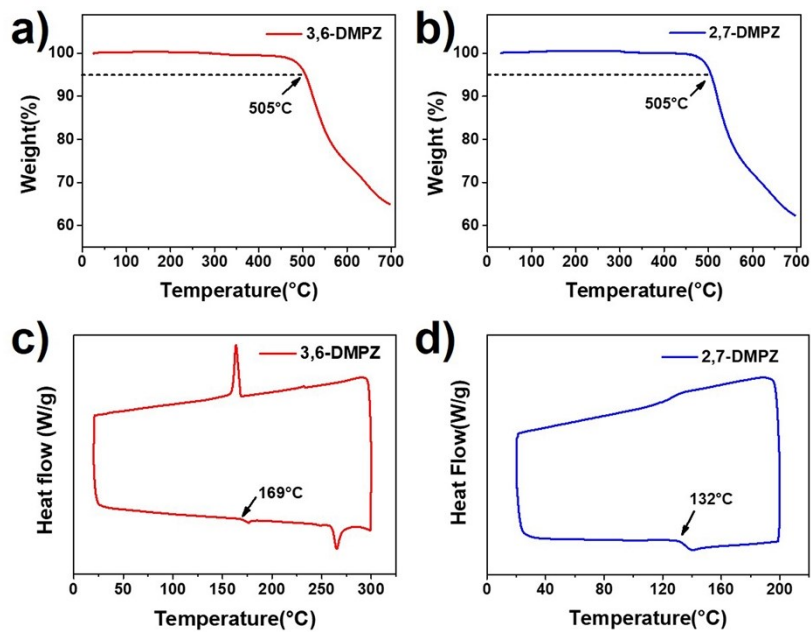 a)
3,6-DMPZ
505°C
Weight(%)
100
90
80
70
60
0 100 200 300 400 500 600 700
Temperature(°C)
b)
2,7-DMPZ
505°C
Weight (%)
100
90
80
70
60
0 100 200 300 400 500 600 700
Temperature(°C)
c)
3,6-DMPZ
169°C
Heat flow (W/g)
0 50 100 150 200 250 300
Temperature(°C)
d)
2,7-DMPZ
132°C
Heat Flow(W/g)
0 40 80 120 160 200
Temperature(°C)